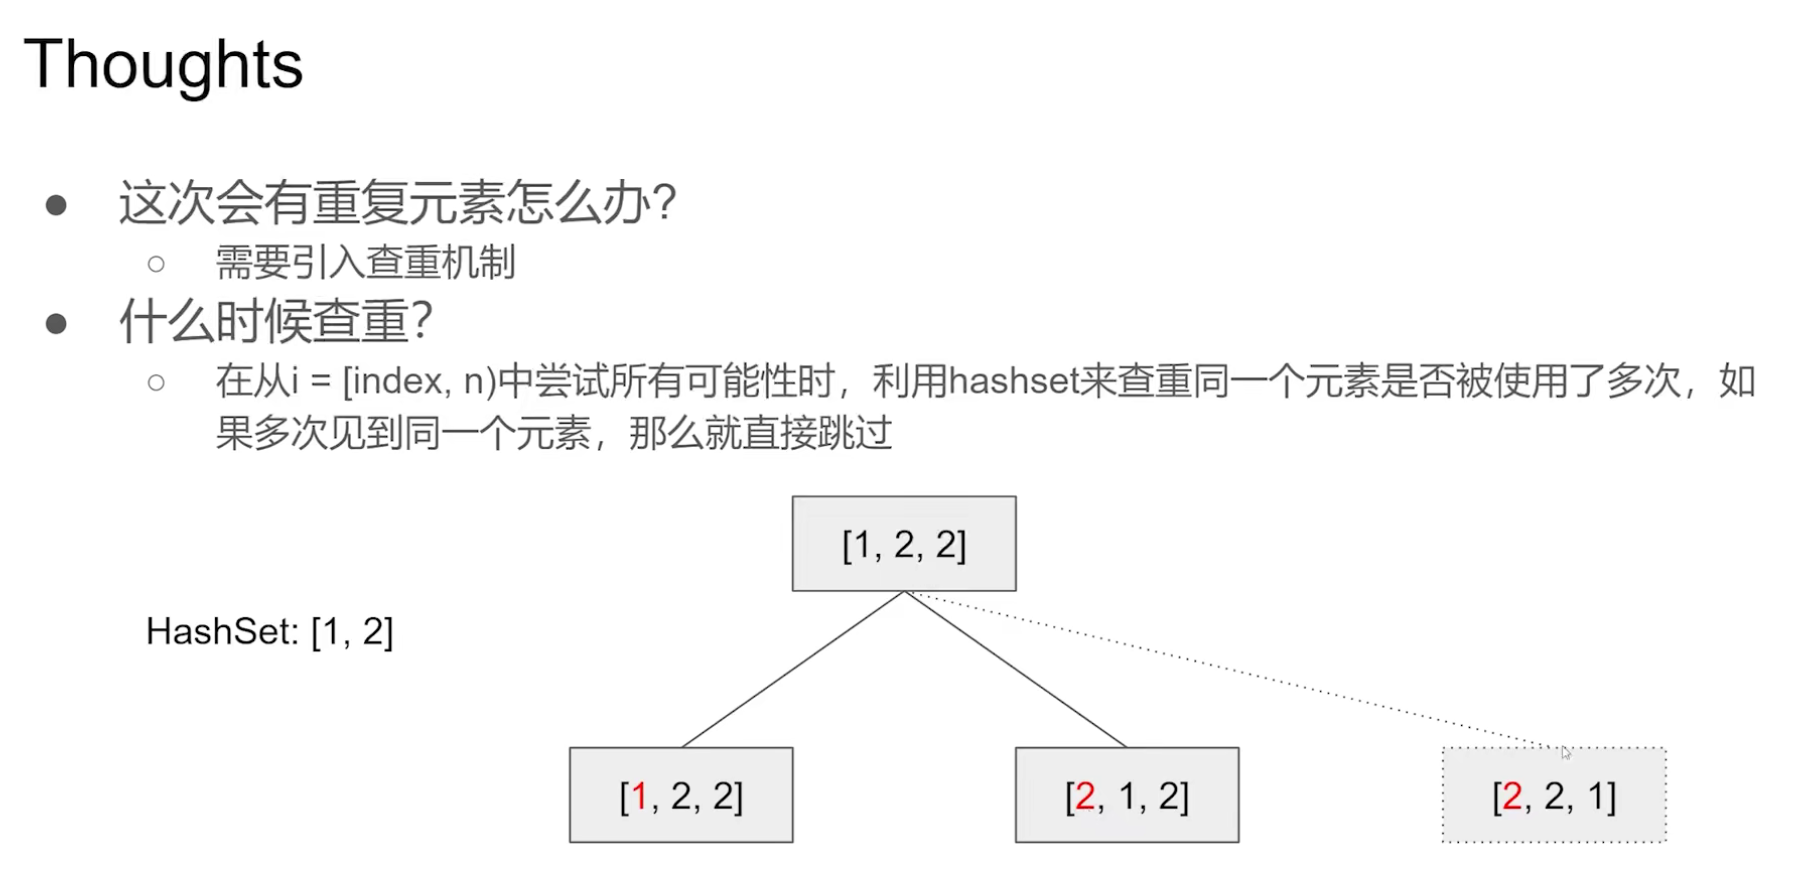 Thoughts
● 这次会有重复元素怎么办?
○ 需要引入查重机制
● 什么时候查重?
○ 在从i = [index, n)中尝试所有可能性时，利用hashset来查重同一个元素是否被使用了多次，如
果多次见到同一个元素，那么就直接跳过
[1, 2, 2]
HashSet: [1, 2]
[1, 2, 2]
[2, 1, 2]
[2, 2, 1]